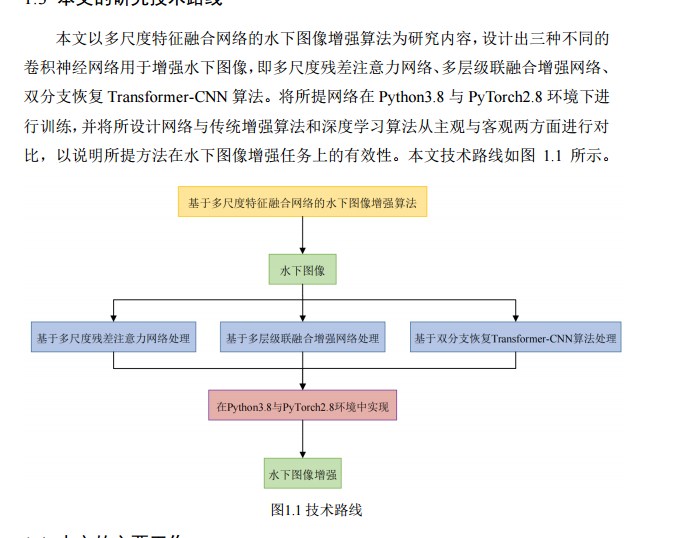 1.3 本文的研究技术路线
本文以多尺度特征融合网络的水下图像增强算法为研究内容，设计出三种不同的
卷积神经网络用于增强水下图像，即多尺度残差注意力网络、多层级联融合增强网络、
双分支恢复 Transformer-CNN 算法。将所提网络在 Python3.8 与 PyTorch2.8 环境下进
行训练，并将所设计网络与传统增强算法和深度学习算法从主观与客观两方面进行对
比，以说明所提方法在水下图像增强任务上的有效性。本文技术路线如图 1.1 所示。
基于多尺度特征融合网络的水下图像增强算法
水下图像
基于多尺度残差注意力网络处理
基于多层级联融合增强网络处理
基于双分支恢复Transformer-CNN算法处理
在Python3.8与PyTorch2.8环境中实现
水下图像增强
图1.1 技术路线